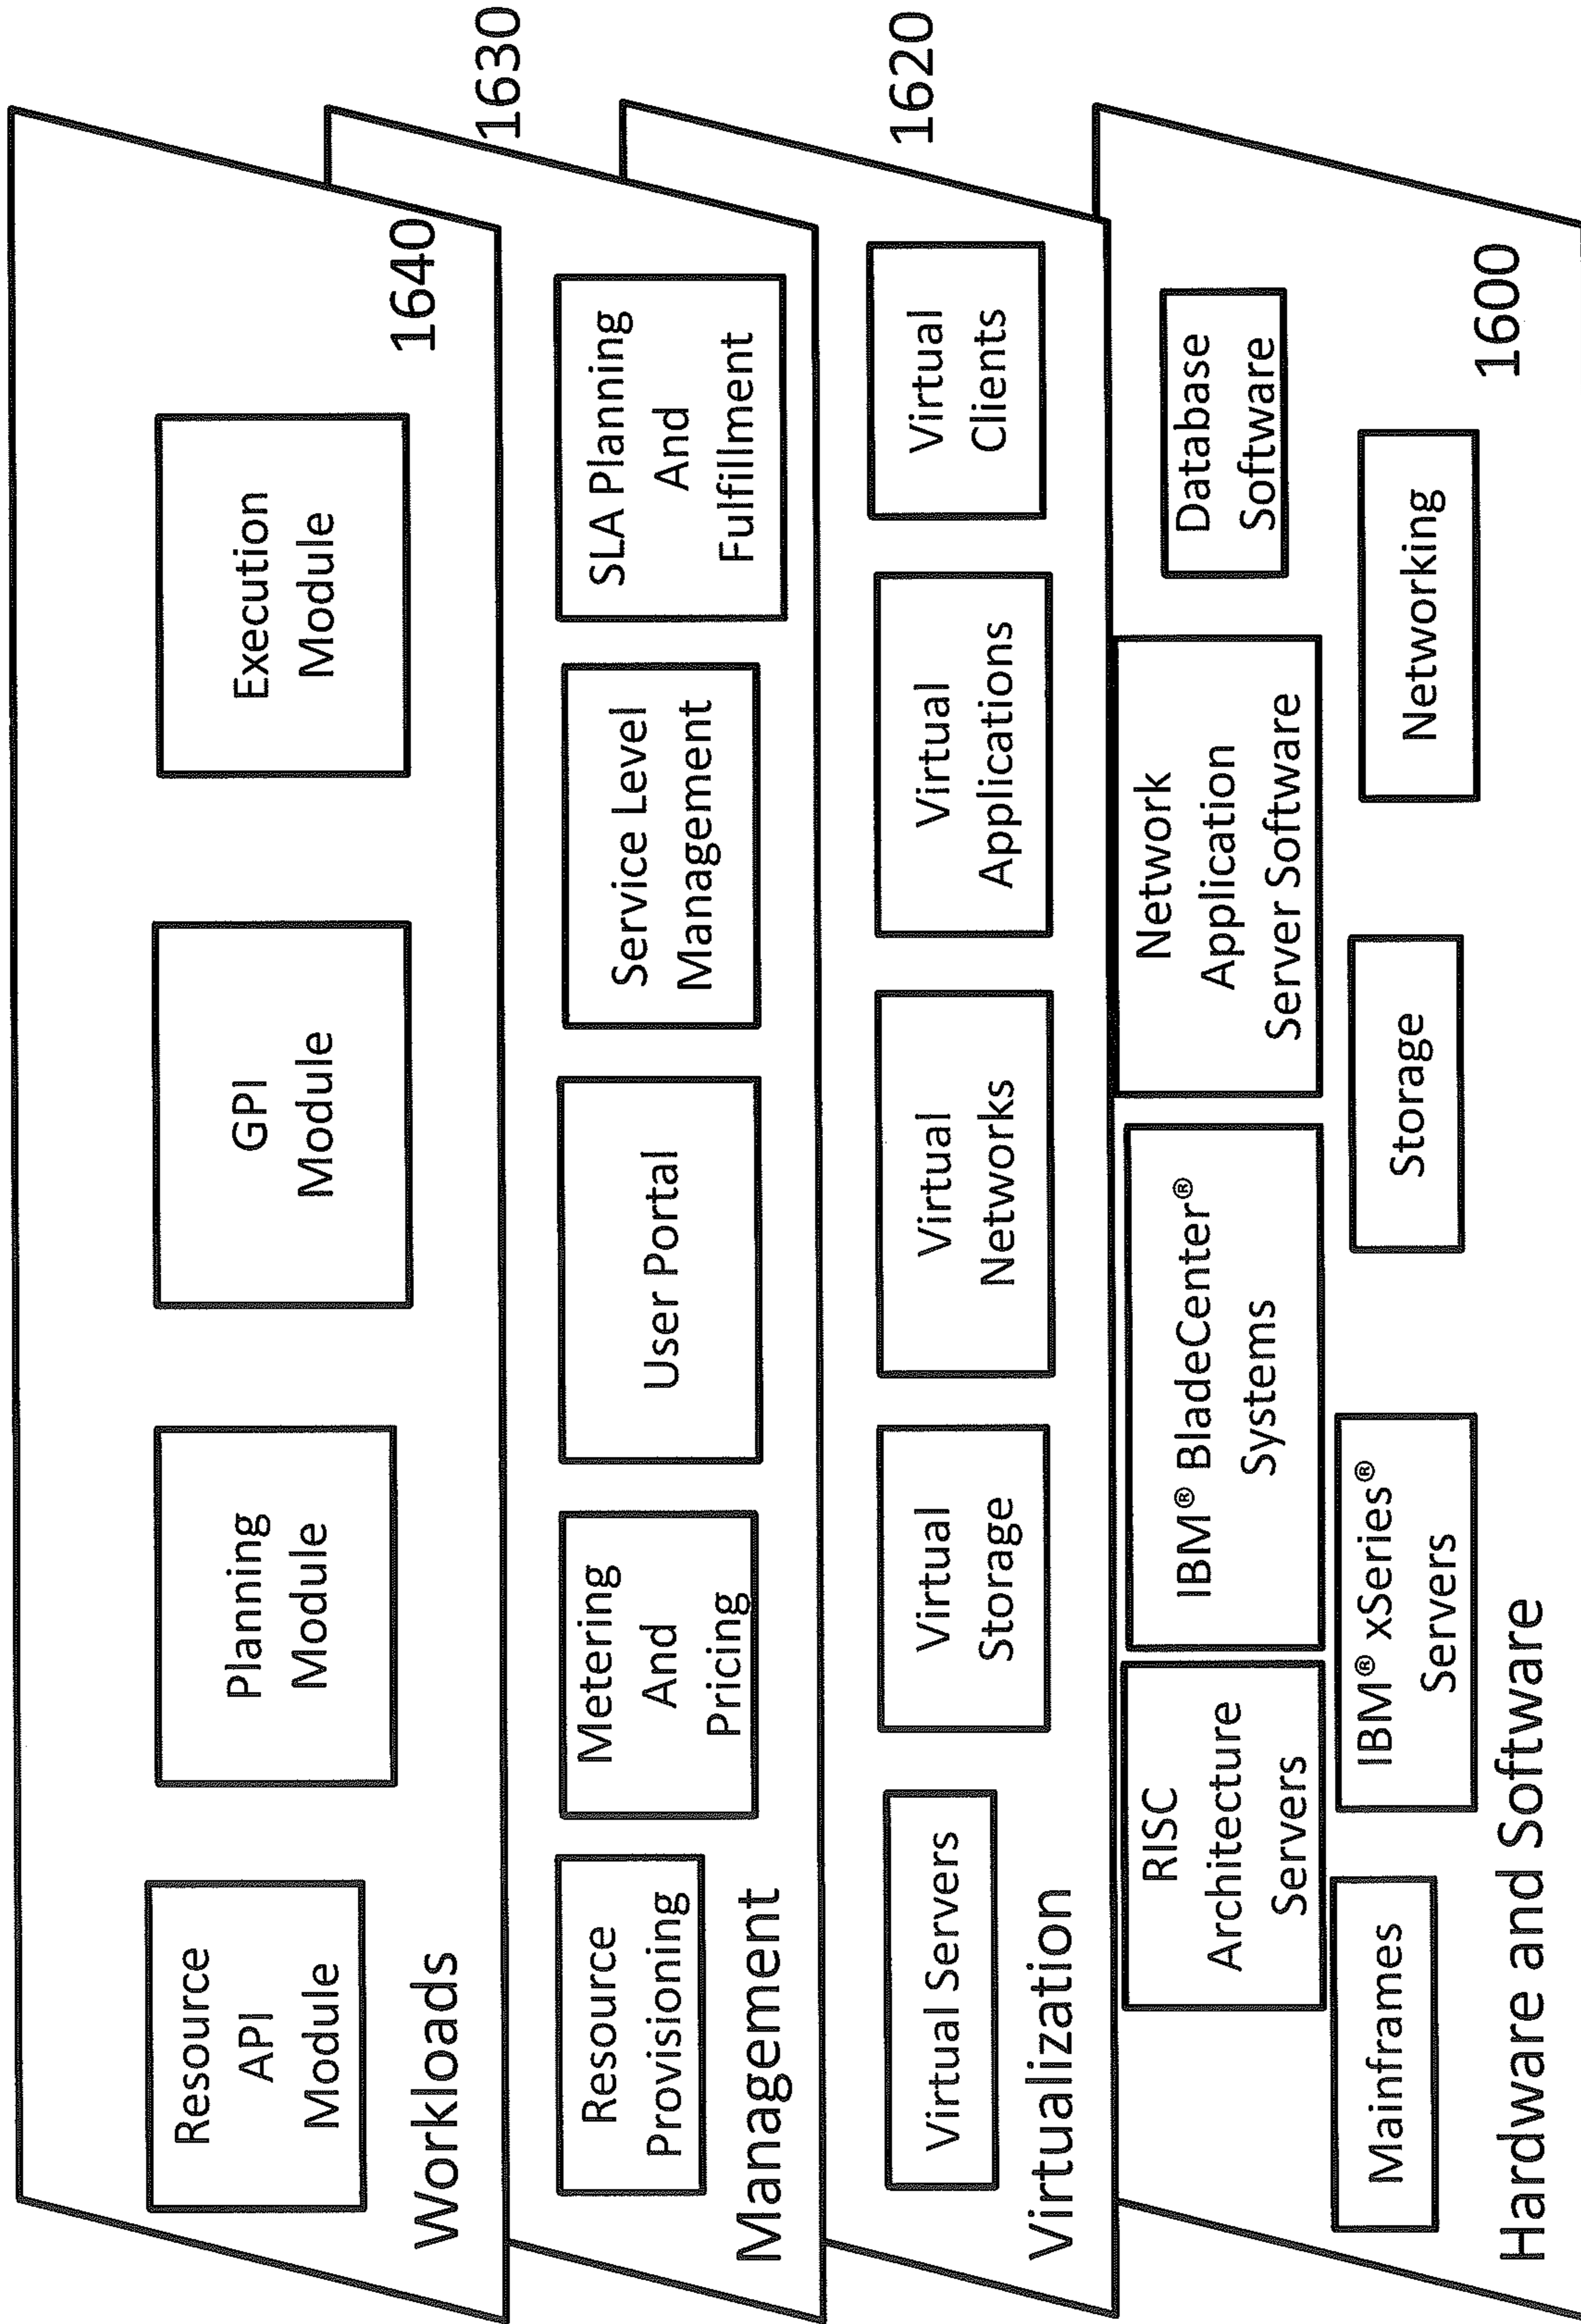 Resource
API
Module
Planning
Module
GPI
Module
Execution
Module
Workloads
1640
Resource
Provisioning
Metering
And
Pricing
User Portal
Service Level
Management
SLA Planning
And
Fulfillment
Management
1630
Virtual Servers
Virtual
Storage
Virtual
Networks
Virtual
Applications
Virtual
Clients
Virtualization
1620
RISC
Architecture
Servers
IBM® BladeCenter®
Systems
Network
Application
Server Software
Database
Software
Mainframes
IBM® xSeries®
Servers
Storage
Networking
Hardware and Software
1600